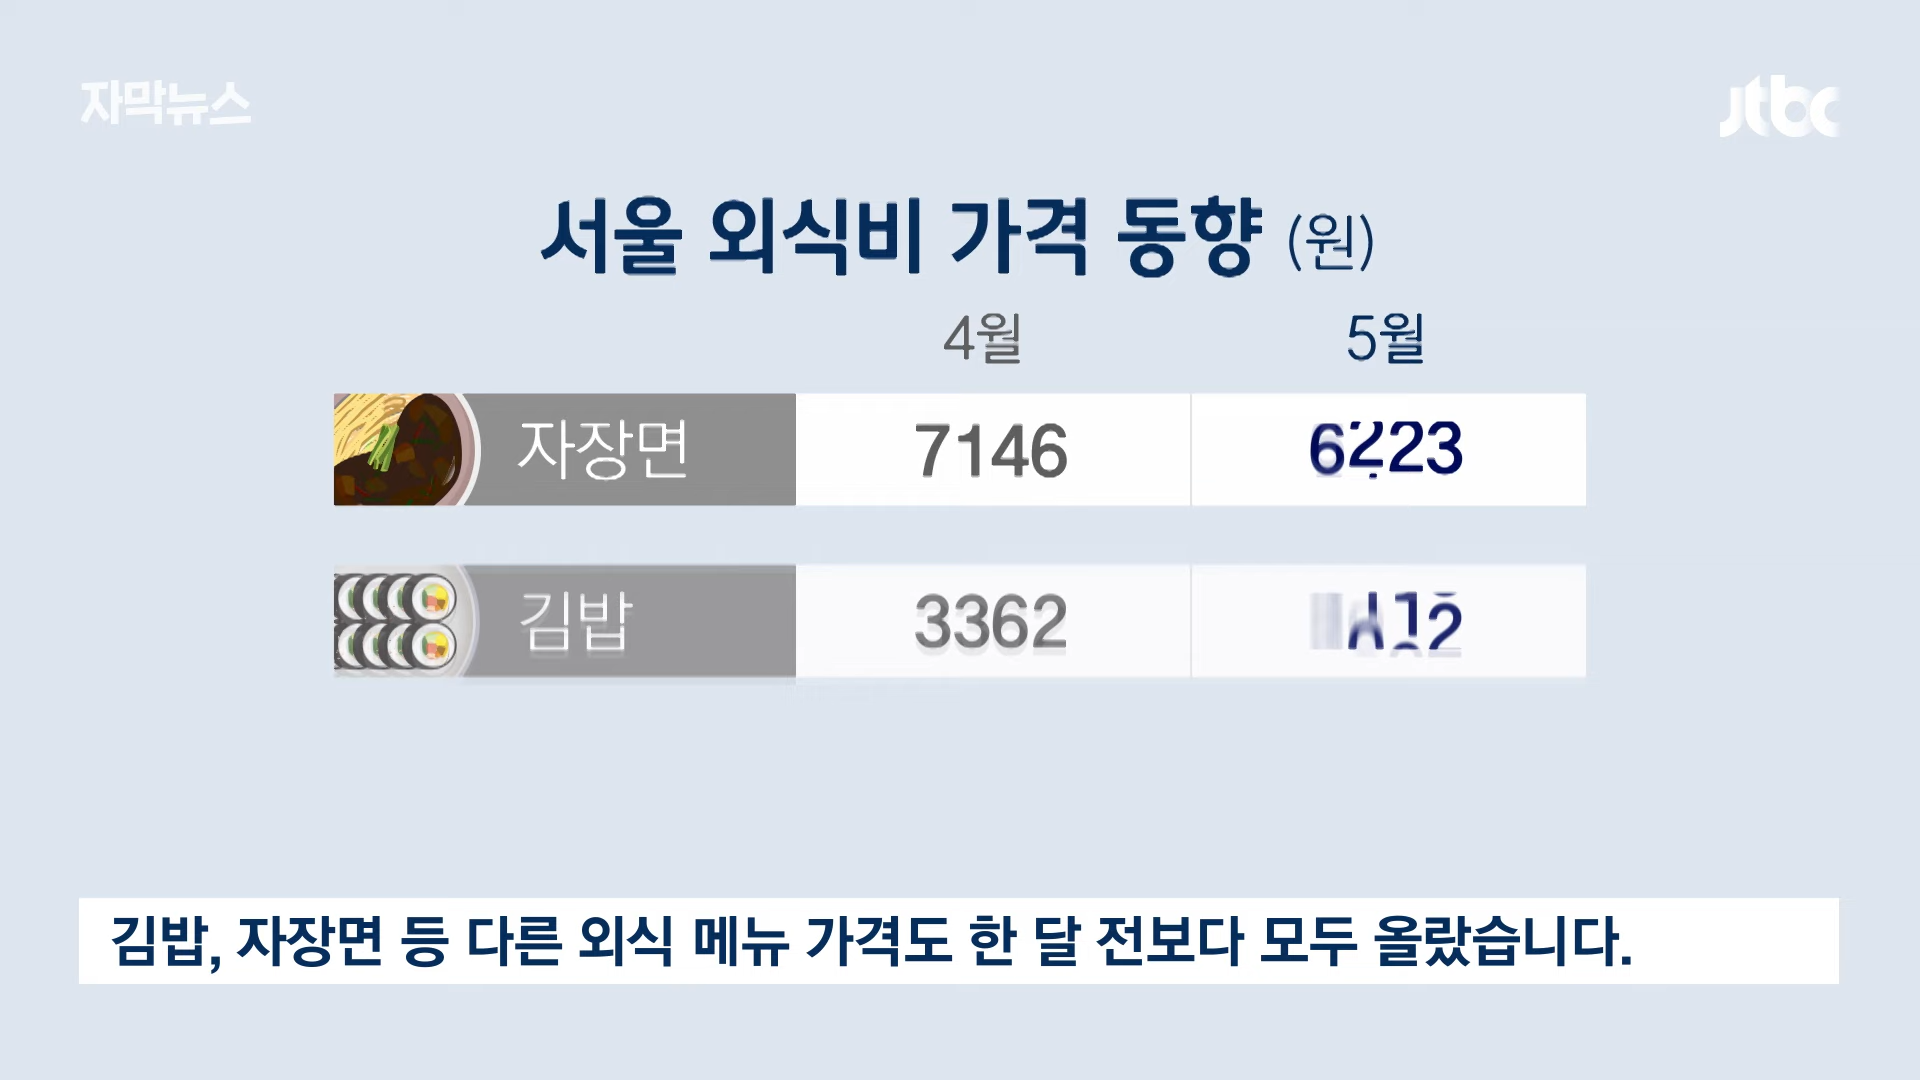 자막뉴스
jtbc
서울 외식비 가격 동향 (원)
4월 5월
자장면 7146
김밥 3362
김밥, 자장면 등 다른 외식 메뉴 가격도 한 달 전보다 모두 올랐습니다.